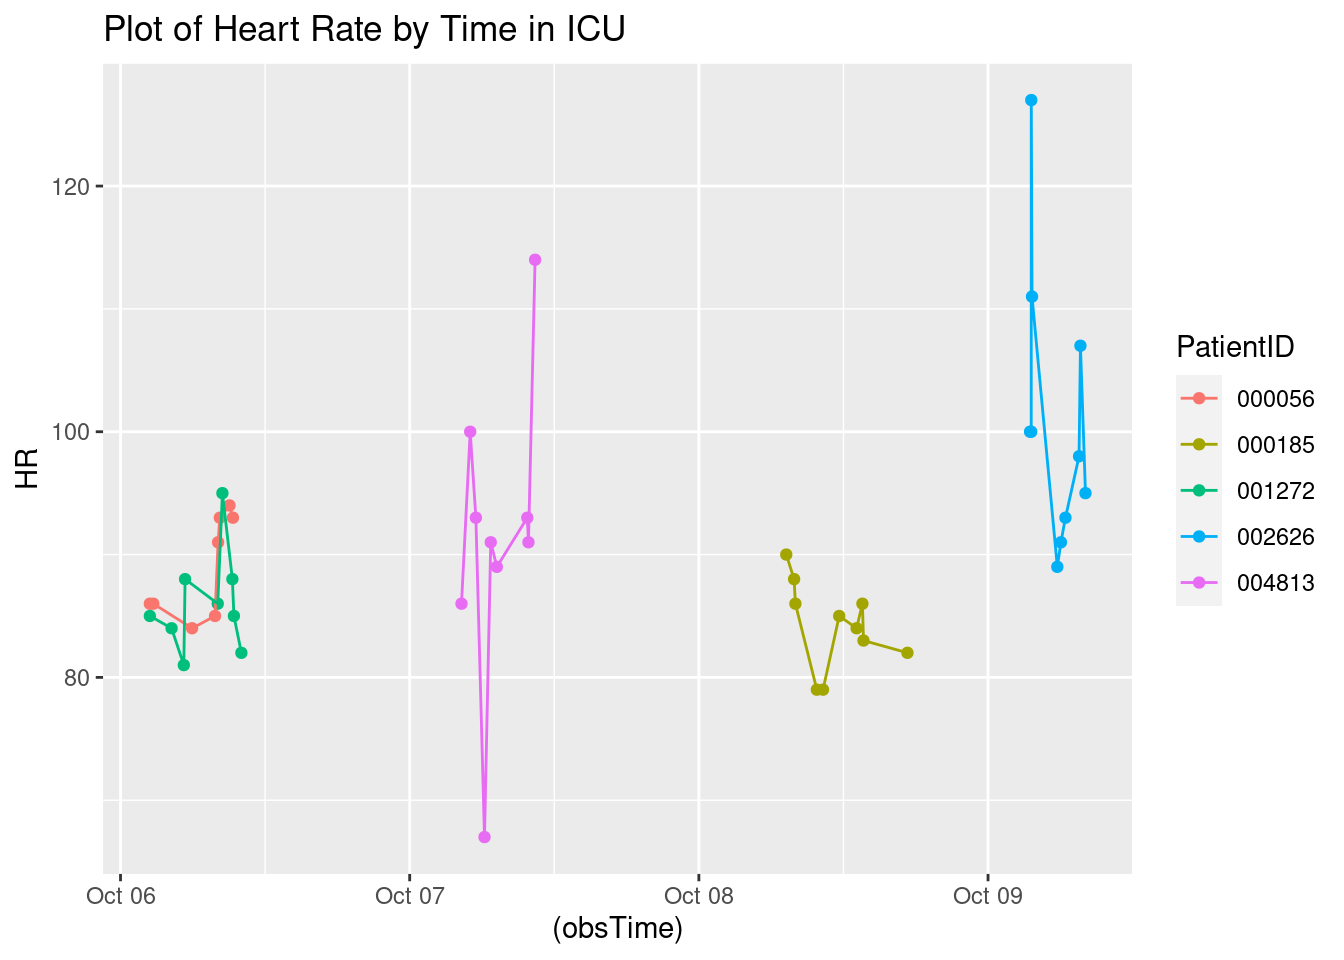 Plot of Heart Rate by Time in ICU
120
100
80
HR
Oct 06
Oct 07
Oct 08
Oct 09
(obsTime)
PatientID
000056
000185
001272
002626
004813